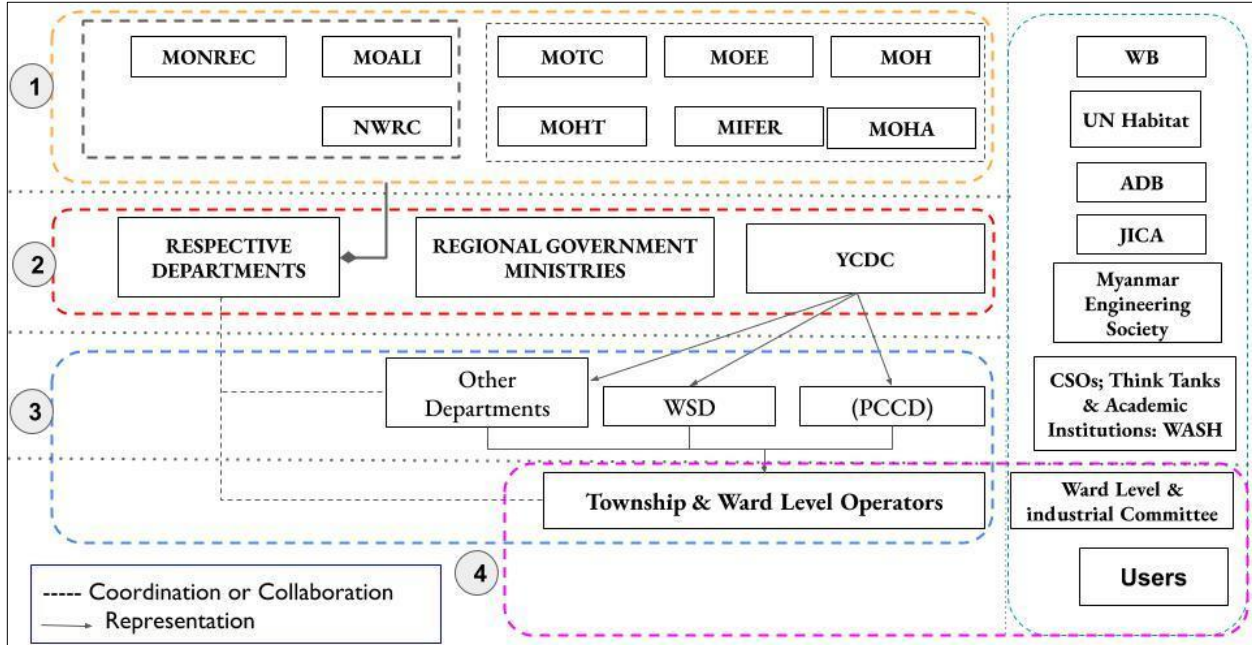 1
MONREC
MOALI
NWRC
MOTC
MOEE
MOH
MOHT
MIFER
MOHA
2
RESPECTIVE
DEPARTMENTS
REGIONAL GOVERNMENT
MINISTRIES
YCDC
3
Other
Departments
WSD
(PCCD)
Township & Ward Level Operators
4
WB
UN Habitat
ADB
JICA
Myanmar
Engineering
Society
CSOs; Think Tanks
& Academic
Institutions: WASH
Ward Level &
industrial Committee
Users
Coordination or Collaboration
Representation